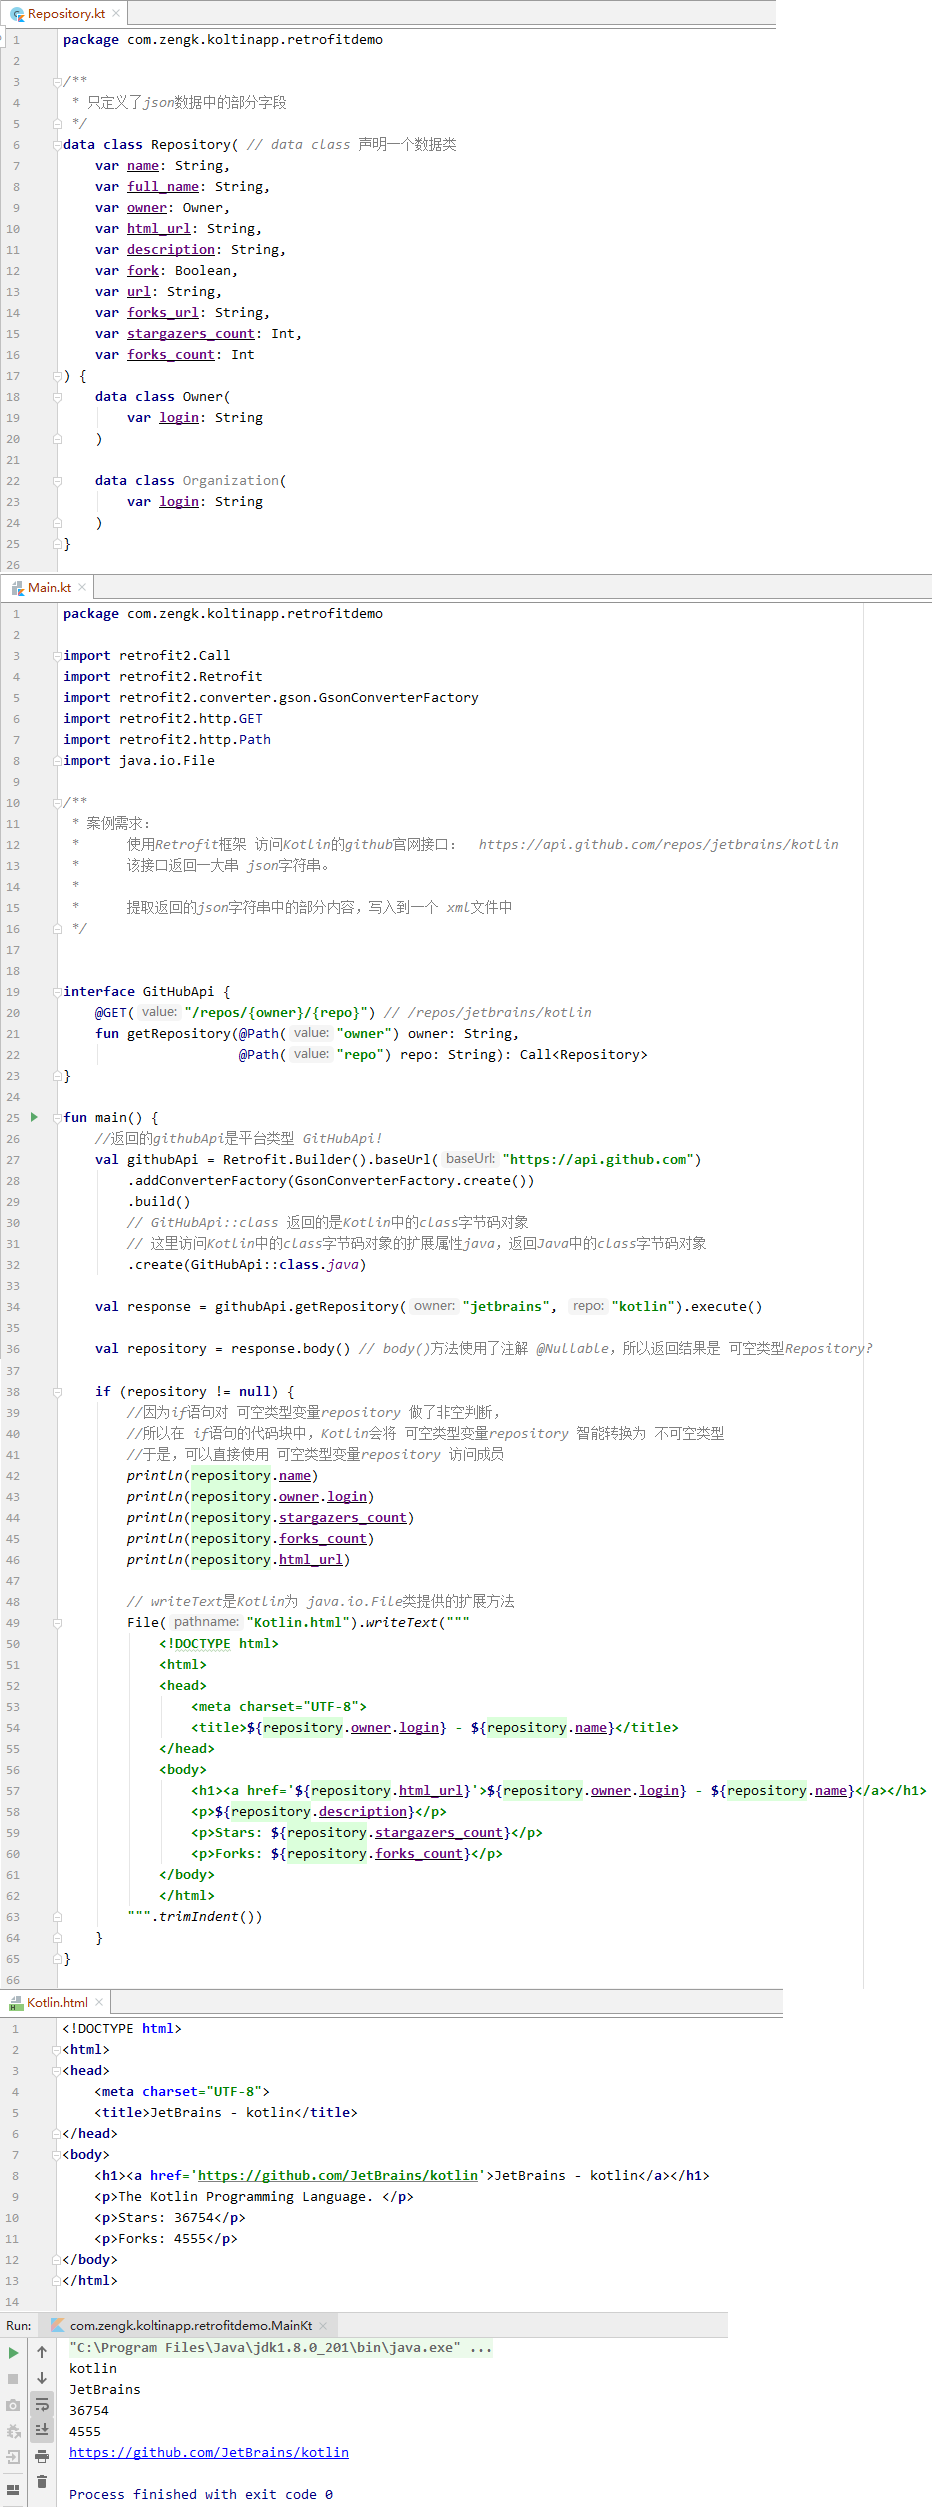 Repository.kt
1 package com.zengk.koltinapp.retrofitdemo
2
3 /**
4 * 只定义了json数据中的部分字段
5 */
6 data class Repository( // data class 声明一个数据类
7 var name: String,
8 var full_name: String,
9 var owner: Owner,
10 var html_url: String,
11 var description: String,
12 var fork: Boolean,
13 var url: String,
14 var forks_url: String,
15 var stargazers_count: Int,
16 var forks_count: Int
17 ) {
18 data class Owner(
19 var login: String
20 )
21
22 data class Organization(
23 var login: String
24 )
25 }
26
Main.kt
1 package com.zengk.koltinapp.retrofitdemo
2
3 import retrofit2.Call
4 import retrofit2.Retrofit
5 import retrofit2.converter.gson.GsonConverterFactory
6 import retrofit2.http.GET
7 import retrofit2.http.Path
8 import java.io.File
9
10 /**
11 * 案例需求：
12 * 使用Retrofit框架 访问Kotlin的github官网接口： https://api.github.com/repos/jetbrains/kotlin
13 * 该接口返回一大串 json字符串。
14 *
15 * 提取返回的json字符串中的部分内容，写入到一个 xml文件中
16 */
17
18
19 interface GitHubApi {
20 @GET( value: "/repos/{owner}/{repo}") // /repos/jetbrains/kotlin
21 fun getRepository(@Path( value: "owner") owner: String,
22 @Path( value: "repo") repo: String): Call<Repository>
23 }
24
25 fun main() {
26 //返回的githubApi是平台类型 GitHubApi!
27 val githubApi = Retrofit.Builder().baseUrl( baseUrl: "https://api.github.com")
28 .addConverterFactory(GsonConverterFactory.create())
29 .build()
30 // GitHubApi::class 返回的是Kotlin中的class字节码对象
31 // 这里访问Kotlin中的class字节码对象的扩展属性java，返回Java中的class字节码对象
32 .create(GitHubApi::class.java)
33
34 val response = githubApi.getRepository( owner: "jetbrains", repo: "kotlin").execute()
35
36 val repository = response.body() // body()方法使用了注解 @Nullable，所以返回结果是 可空类型Repository?
37
38 if (repository != null) {
39 //因为if语句对 可空类型变量repository 做了非空判断，
40 //所以在 if语句的代码块中，Kotlin会将 可空类型变量repository 智能转换为 不可空类型
41 //于是，可以直接使用 可空类型变量repository 访问成员
42 println(repository.name)
43 println(repository.owner.login)
44 println(repository.stargazers_count)
45 println(repository.forks_count)
46 println(repository.html_url)
47
48 // writeText是Kotlin为 java.io.File类提供的扩展方法
49 File( pathname: "Kotlin.html").writeText("""
50 <!DOCTYPE html>
51 <html>
52 <head>
53 <meta charset="UTF-8">
54 <title>${repository.owner.login} - ${repository.name}</title>
55 </head>
56 <body>
57 <h1><a href='${repository.html_url}'>${repository.owner.login} - ${repository.name}</a></h1>
58 <p>${repository.description}</p>
59 <p>Stars: ${repository.stargazers_count}</p>
60 <p>Forks: ${repository.forks_count}</p>
61 </body>
62 </html>
63 """.trimIndent())
64 }
65 }
66
Kotlin.html
1 <!DOCTYPE html>
2 <html>
3 <head>
4 <meta charset="UTF-8">
5 <title>JetBrains - kotlin</title>
6 </head>
7 <body>
8 <h1><a href='https://github.com/JetBrains/kotlin'>JetBrains - kotlin</a></h1>
9 <p>The Kotlin Programming Language. </p>
10 <p>Stars: 36754</p>
11 <p>Forks: 4555</p>
12 </body>
13 </html>
14
Run: com.zengk.koltinapp.retrofitdemo.MainKt
"C:\Program Files\Java\jdk1.8.0_201\bin\java.exe" ...
kotlin
JetBrains
36754
4555
https://github.com/JetBrains/kotlin
Process finished with exit code 0